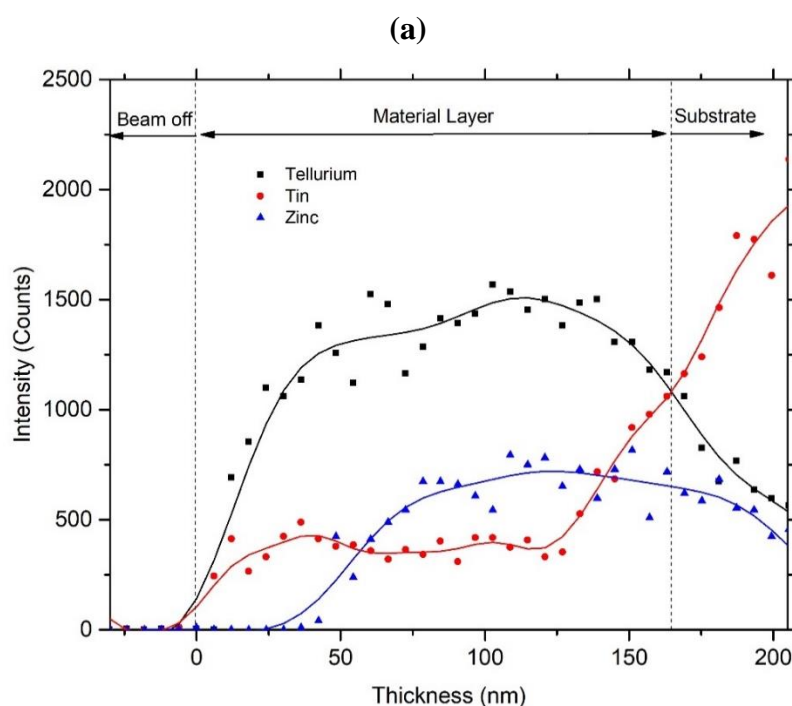 (a)
2500
2000
1500
1000
500
0
Intensity (Counts)
Beam off
Material Layer
Substrate
Tellurium
Tin
Zinc
0 50 100 150 200
Thickness (nm)